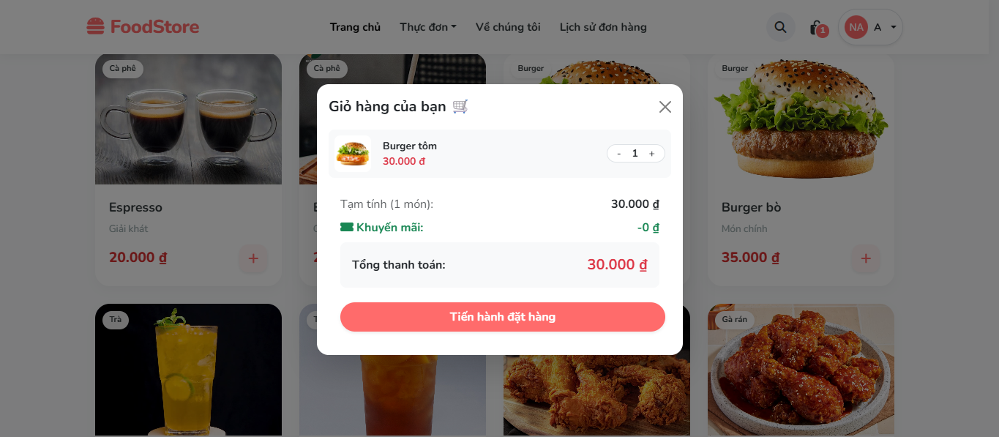 FoodStore
Trang chủ
Thực đơn
Về chúng tôi
Lịch sử đơn hàng
1
NA
A
Cà phê
Cà phê
Burger
Burger
Giỏ hàng của bạn
Burger tôm
30.000 đ
- 1 +
Tạm tính (1 món): 30.000 ₫
Khuyến mãi: -0 ₫
Tổng thanh toán: 30.000 ₫
Tiến hành đặt hàng
Espresso
Giải khát
20.000 ₫
+
Burger bò
Món chính
35.000 ₫
+
Trà
Gà rán